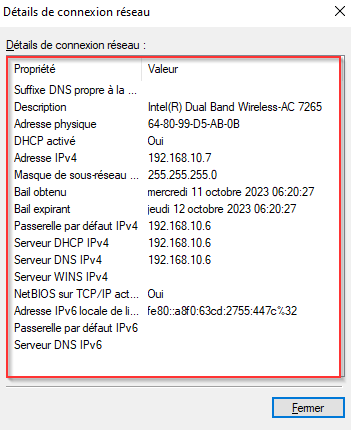 Détails de connexion réseau
Détails de connexion réseau :
Propriété Valeur
Suffixe DNS propre à la ...
Description Intel(R) Dual Band Wireless-AC 7265
Adresse physique 64-80-99-D5-AB-0B
DHCP activé Oui
Adresse IPv4 192.168.10.7
Masque de sous-réseau ... 255.255.255.0
Bail obtenu mercredi 11 octobre 2023 06:20:27
Bail expirant jeudi 12 octobre 2023 06:20:27
Passerelle par défaut IPv4 192.168.10.6
Serveur DHCP IPv4 192.168.10.6
Serveur DNS IPv4 192.168.10.6
Serveur WINS IPv4
NetBIOS sur TCP/IP act... Oui
Adresse IPv6 locale de li... fe80::a8f0:63cd:2755:447c%32
Passerelle par défaut IPv6
Serveur DNS IPv6
Fermer